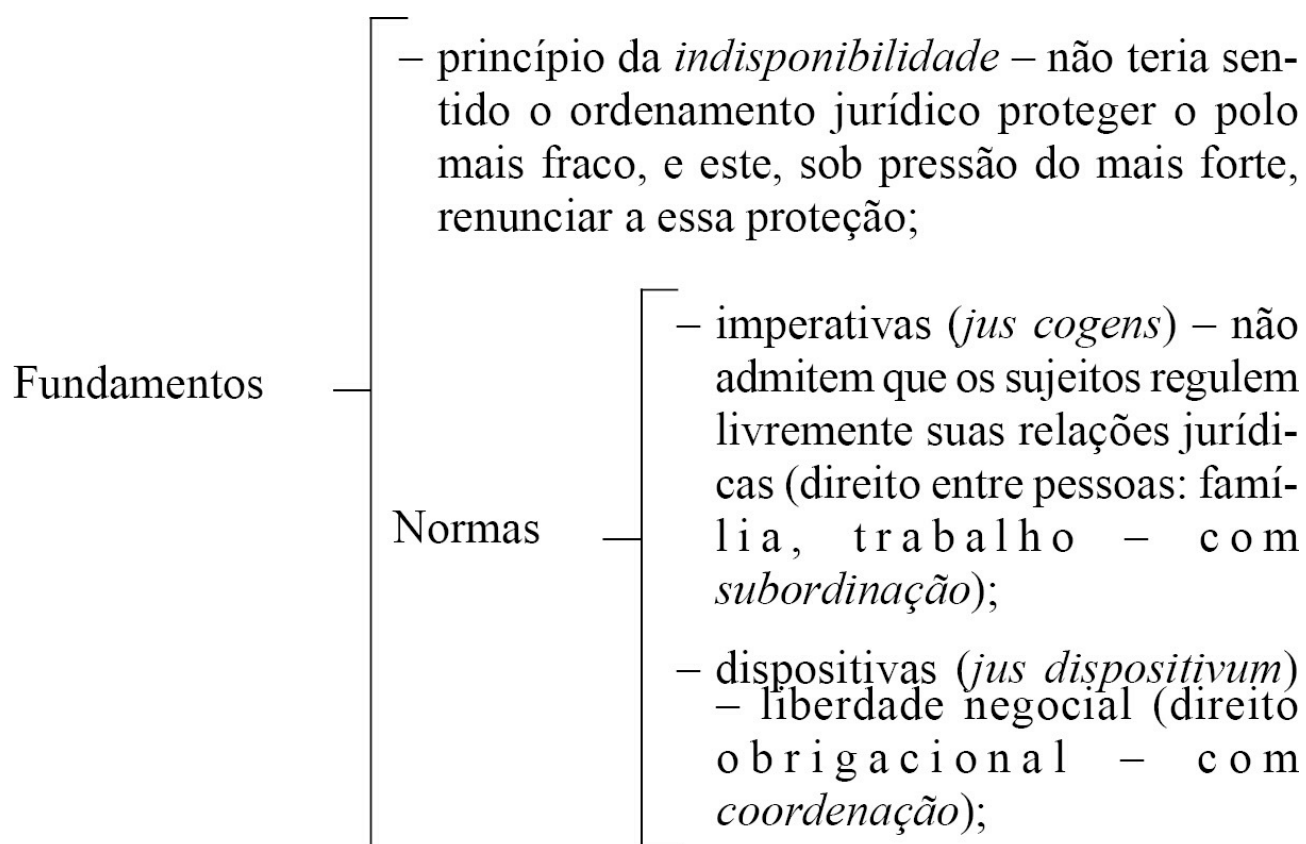 – princípio da indisponibilidade – não teria sen-
tido o ordenamento jurídico proteger o polo
mais fraco, e este, sob pressão do mais forte,
renunciar a essa proteção;
Fundamentos
– imperativas (jus cogens) – não
admitem que os sujeitos regulem
livremente suas relações jurídi-
cas (direito entre pessoas: famí-
lia, trabalho – com
subordinação);
Normas
– dispositivas (jus dispositivum)
– liberdade negocial (direito
obrigacional – com
coordenação);